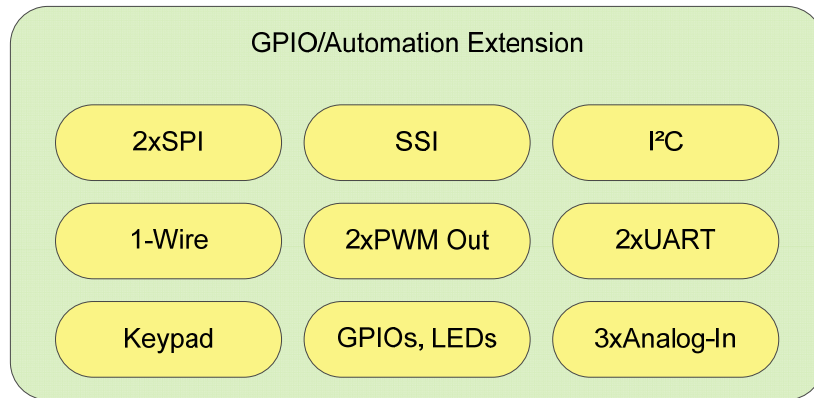 GPIO/Automation Extension
2xSPI
SSI
I²C
1-Wire
2xPWM Out
2xUART
Keypad
GPIOs, LEDs
3xAnalog-In